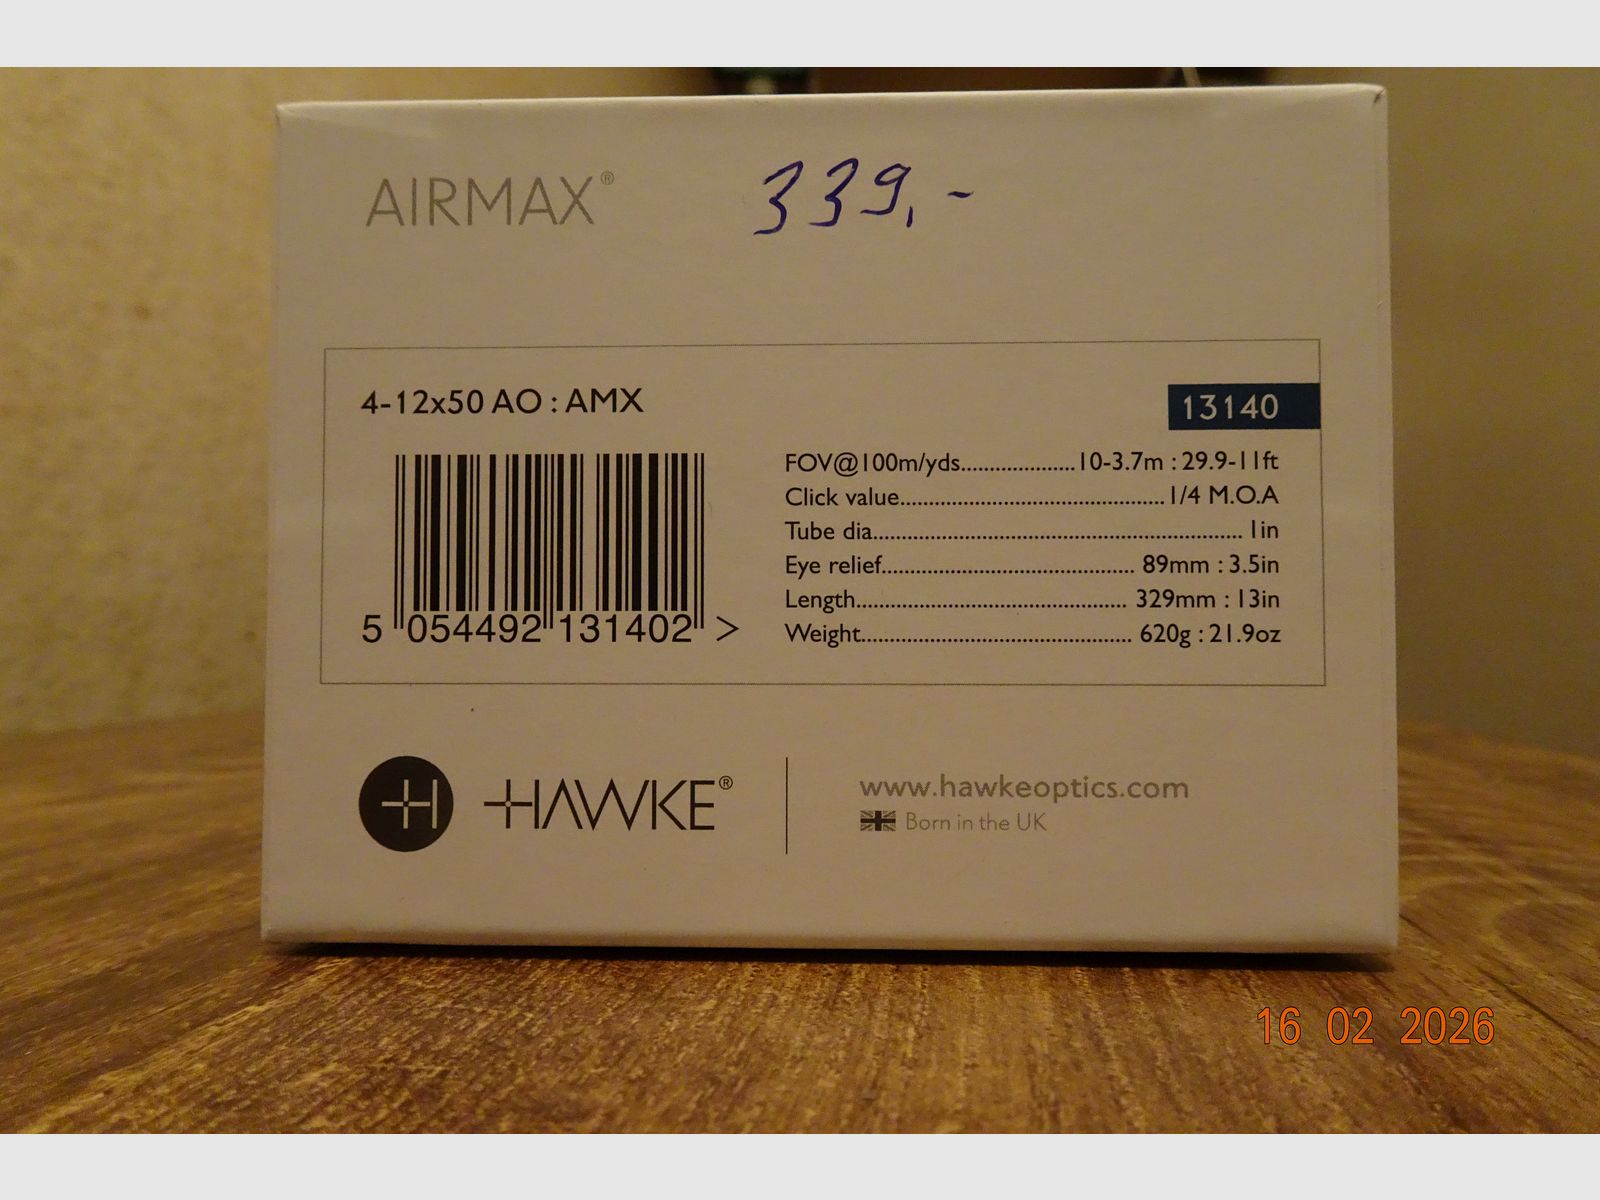 AIRMAX® 339,-
4-12x50 AO : AMX
13140
FOV@100m/yds....................10-3.7m : 29.9-11ft
Click value..............................................1/4 M.O.A
Tube dia................................................................. 1in
Eye relief............................................ 89mm : 3.5in
Length............................................... 329mm : 13in
Weight............................................... 620g : 21.9oz
5 054492 131402 >
HAWKE®
www.hawkeoptics.com
Born in the UK
16 02 2026